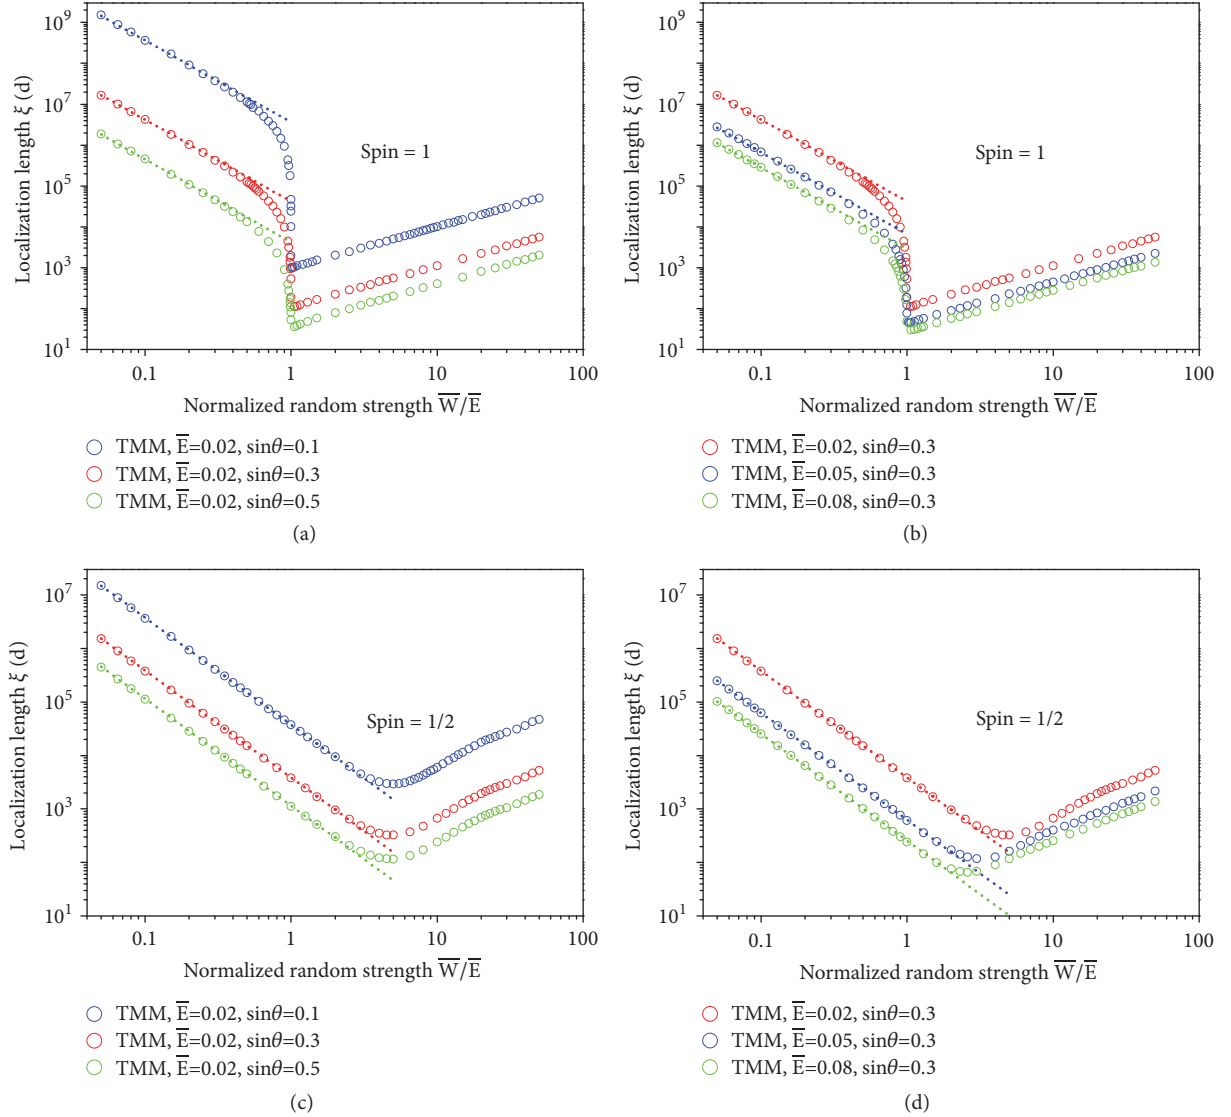 10⁹
10⁷
10⁵
10³
10¹
Localization length ξ (d)
Spin = 1
0.1 1 10 100
Normalized random strength W̅/E̅
TMM, E̅=0.02, sinθ=0.1
TMM, E̅=0.02, sinθ=0.3
TMM, E̅=0.02, sinθ=0.5
(a)
10⁹
10⁷
10⁵
10³
10¹
Localization length ξ (d)
Spin = 1
0.1 1 10 100
Normalized random strength W̅/E̅
TMM, E̅=0.02, sinθ=0.3
TMM, E̅=0.05, sinθ=0.3
TMM, E̅=0.08, sinθ=0.3
(b)
10⁷
10⁵
10³
10¹
Localization length ξ (d)
Spin = 1/2
0.1 1 10 100
Normalized random strength W̅/E̅
TMM, E̅=0.02, sinθ=0.1
TMM, E̅=0.02, sinθ=0.3
TMM, E̅=0.02, sinθ=0.5
(c)
10⁷
10⁵
10³
10¹
Localization length ξ (d)
Spin = 1/2
0.1 1 10 100
Normalized random strength W̅/E̅
TMM, E̅=0.02, sinθ=0.3
TMM, E̅=0.05, sinθ=0.3
TMM, E̅=0.08, sinθ=0.3
(d)